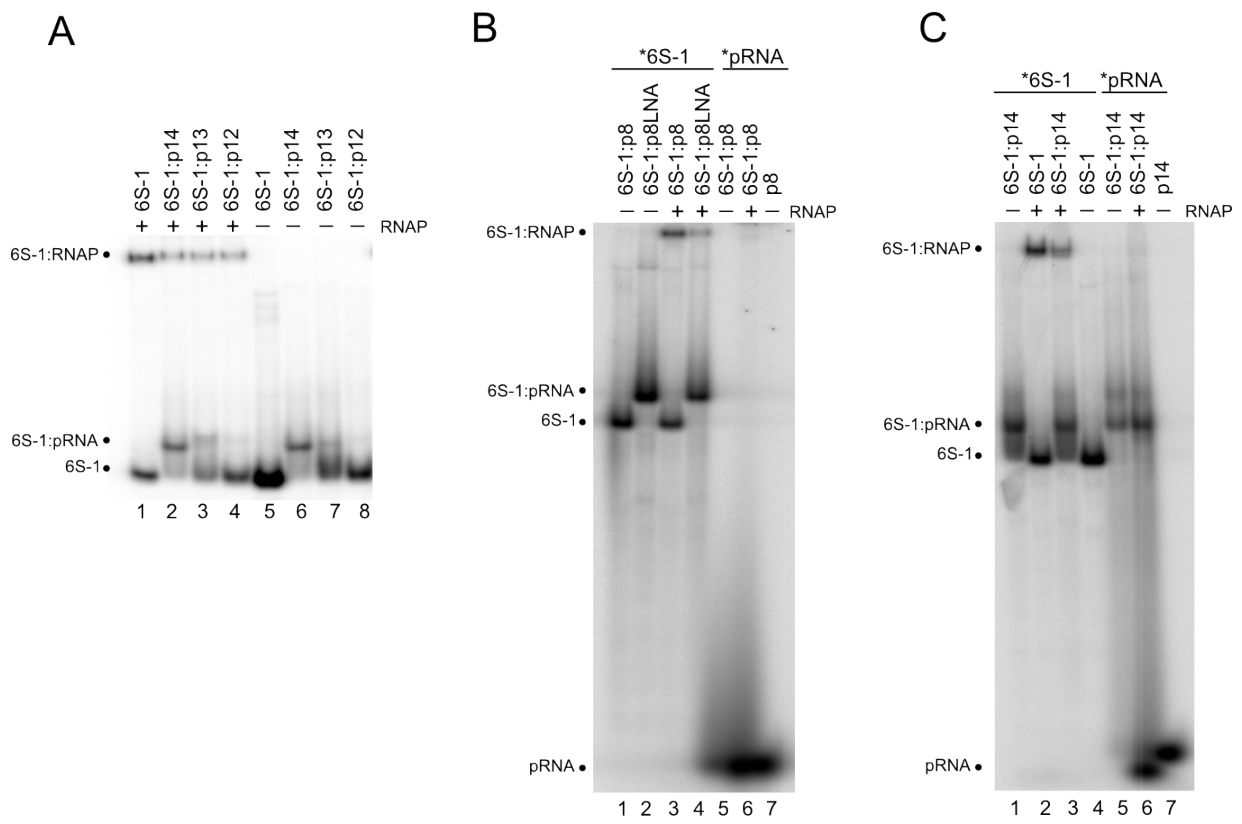 A
6S-1
6S-1:p14
6S-1:p13
6S-1:p12
6S-1
6S-1:p14
6S-1:p13
6S-1:p12
+ + + + – – – – RNAP
6S-1:RNAP •
6S-1:pRNA •
6S-1 •
1 2 3 4 5 6 7 8
B
*6S-1 *pRNA
6S-1:p8
6S-1:p8LNA
6S-1:p8
6S-1:p8LNA
6S-1:p8
6S-1:p8
p8
– – + + – + – RNAP
6S-1:RNAP •
6S-1:pRNA •
6S-1 •
pRNA •
1 2 3 4 5 6 7
C
*6S-1 *pRNA
6S-1:p14
6S-1
6S-1:p14
6S-1
6S-1:p14
6S-1:p14
p14
– + + – – + – RNAP
6S-1:RNAP •
6S-1:pRNA •
6S-1 •
pRNA •
1 2 3 4 5 6 7